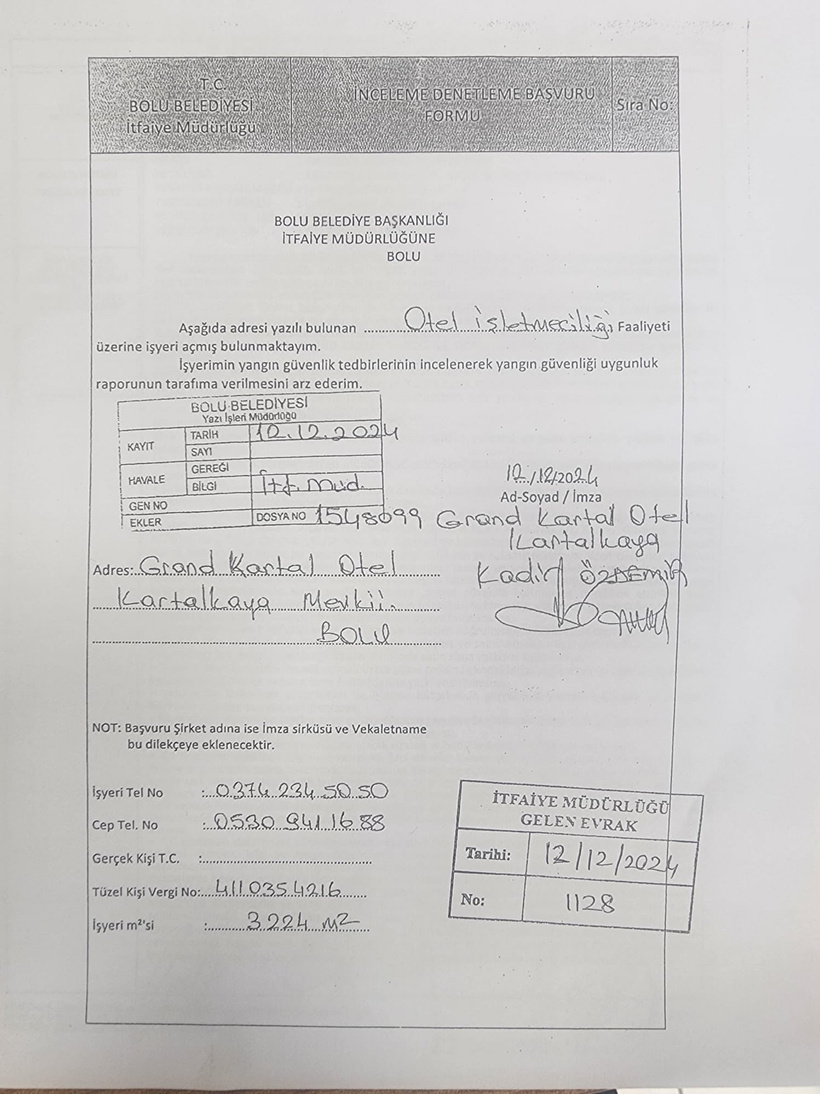 T.C.
BOLU BELEDİYESİ
İtfaiye Müdürlüğü
İNCELEME DENETLEME BAŞVURU
FORMU
Sıra No:
BOLU BELEDİYE BAŞKANLIĞI
İTFAİYE MÜDÜRLÜĞÜNE
BOLU
Aşağıda adresi yazılı bulunan ............Otel işletmeciliği Faaliyeti
üzerine işyeri açmış bulunmaktayım.
İşyerimin yangın güvenlik tedbirlerinin incelenerek yangın güvenliği uygunluk
raporunun tarafıma verilmesini arz ederim.
BOLU BELEDİYESİ
Yazı İşleri Müdürlüğü
KAYIT TARİH 12.12.2024
SAYI
HAVALE GEREĞİ
BİLGİ İtf. Müd.
GEN NO
EKLER DOSYA NO 1548099
12/12/2024
Ad-Soyad / İmza
Grand Kartal Otel
Kartalkaya
Kadir ÖZDEMİR
Adres: Grand Kartal Otel
Kartalkaya Mevkii.
BOLU
NOT: Başvuru Şirket adına ise İmza sirküsü ve Vekaletname
bu dilekçeye eklenecektir.
İşyeri Tel No :..0374 234 50 50
Cep Tel. No :..0530 941 16 88
Gerçek Kişi T.C. :............................................
Tüzel Kişi Vergi No:..4110354216
İşyeri m²'si :..........3224 m²
İTFAİYE MÜDÜRLÜĞÜ
GELEN EVRAK
Tarihi: 12/12/2024
No: 1128